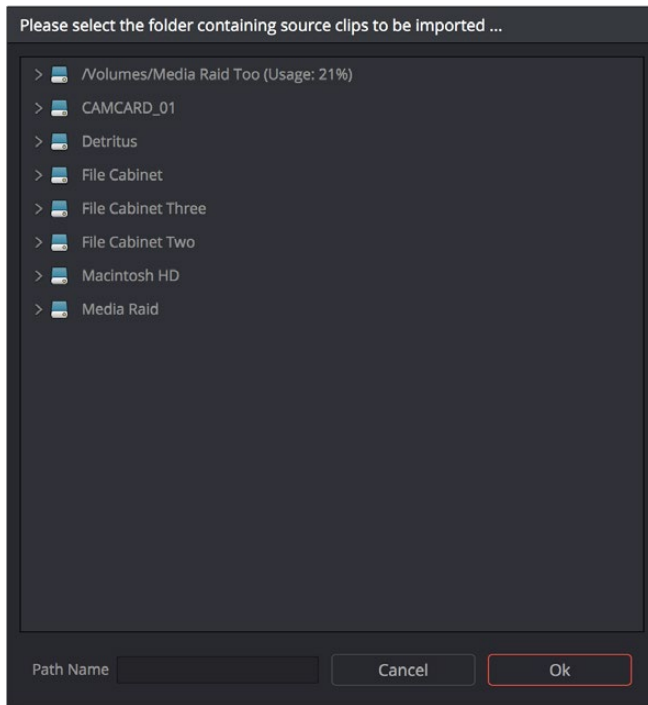 Please select the folder containing source clips to be imported ...
/Volumes/Media Raid Too (Usage: 21%)
CAMCARD_01
Detritus
File Cabinet
File Cabinet Three
File Cabinet Two
Macintosh HD
Media Raid
Path Name
Cancel
Ok